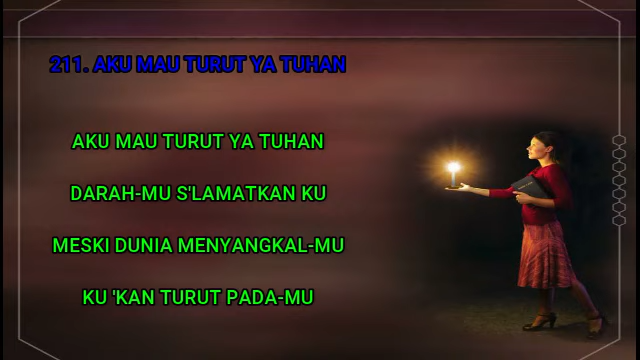 211. AKU MAU TURUT YA TUHAN
AKU MAU TURUT YA TUHAN
DARAH-MU S'LAMATKAN KU
MESKI DUNIA MENYANGKAL-MU
KU 'KAN TURUT PADA-MU